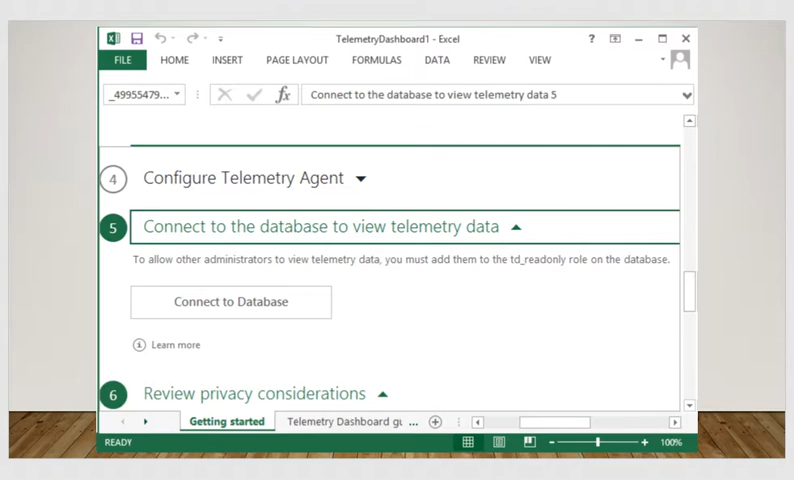 TelemetryDashboard1 - Excel
FILE HOME INSERT PAGE LAYOUT FORMULAS DATA REVIEW VIEW
_49955479... fx Connect to the database to view telemetry data 5
4 Configure Telemetry Agent
5 Connect to the database to view telemetry data
To allow other administrators to view telemetry data, you must add them to the td_readonly role on the database.
Connect to Database
Learn more
6 Review privacy considerations
Getting started Telemetry Dashboard gu ...
READY 100%